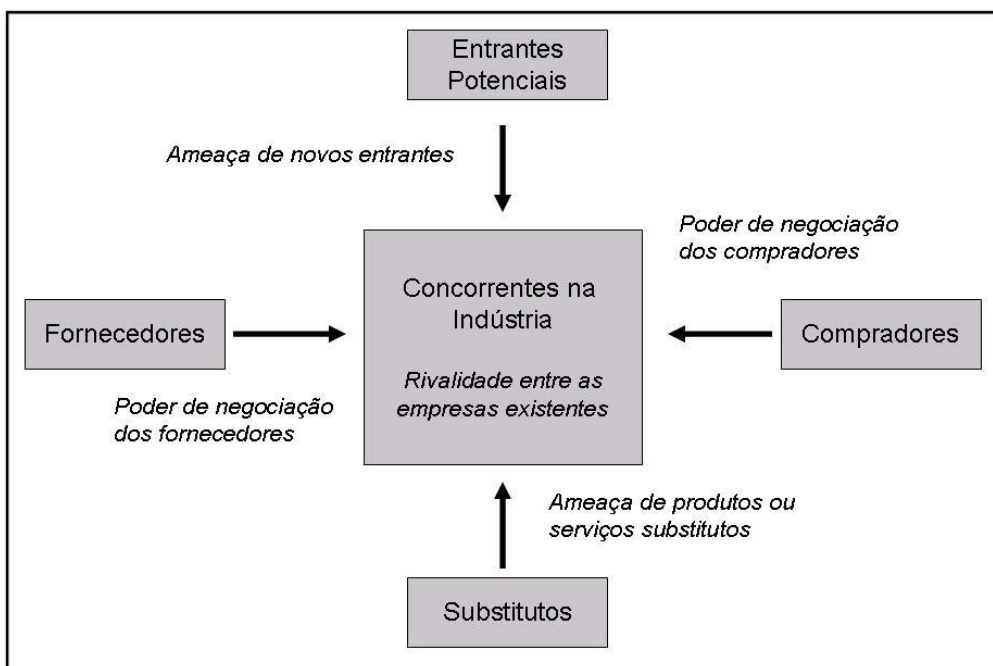 Entrantes
Potenciais
Ameaça de novos entrantes
Poder de negociação
dos compradores
Concorrentes na
Indústria
Rivalidade entre as
empresas existentes
Fornecedores
Compradores
Poder de negociação
dos fornecedores
Ameaça de produtos ou
serviços substitutos
Substitutos